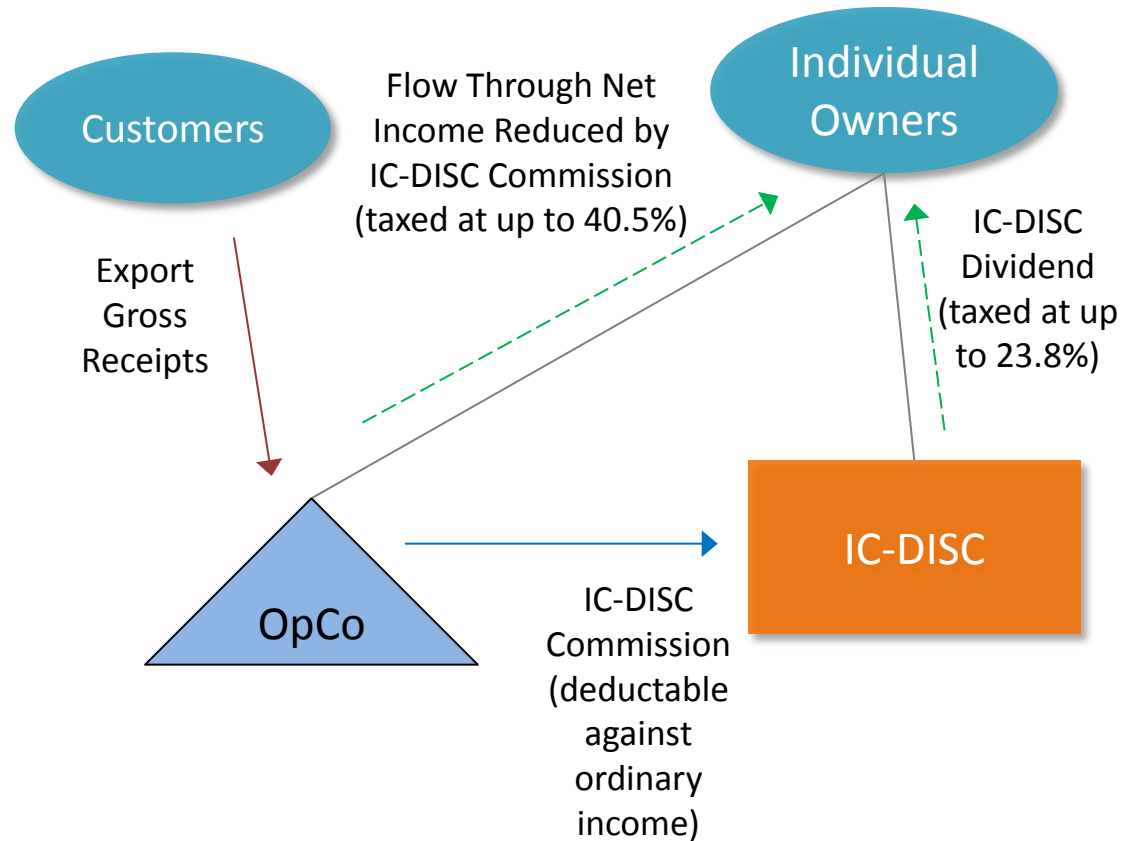 Customers
Flow Through Net
Income Reduced by
IC-DISC Commission
(taxed at up to 40.5%)
Individual
Owners
Export
Gross
Receipts
IC-DISC
Dividend
(taxed at up
to 23.8%)
OpCo
IC-DISC
IC-DISC
Commission
(deductable
against
ordinary
income)